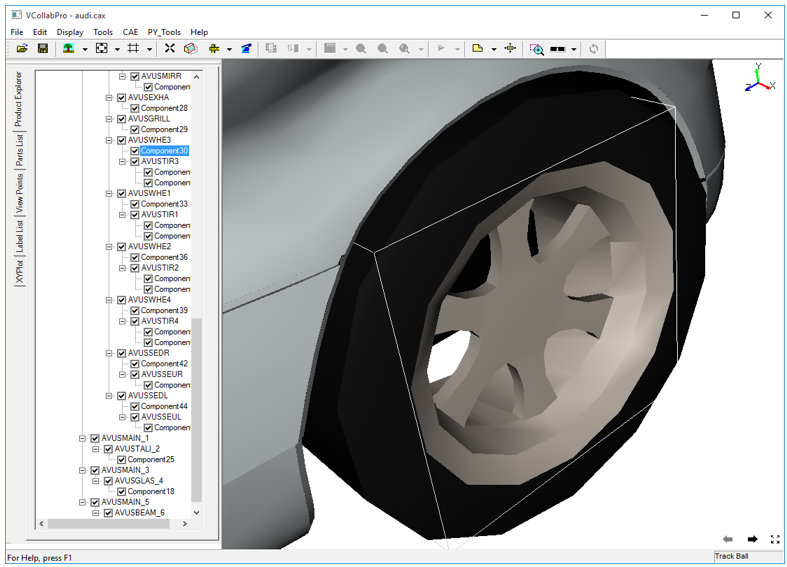 VCollabPro - audi.cax
File Edit Display Tools CAE PY_Tools Help
Product Explorer
Parts List
View Points
Label List
XYPlot
AVUSMIRR
Componen
AVUSEXHA
Component28
AVUSGRILL
Component29
AVUSWHE3
Component30
AVUSTIR3
Componen
Componen
AVUSWHE1
Component33
AVUSTIR1
Componen
Componen
AVUSWHE2
Component36
AVUSTIR2
Componen
Componen
AVUSWHE4
Component39
AVUSTIR4
Componen
Componen
AVUSSEDR
Component42
AVUSSEUR
Componen
AVUSSEDL
Component44
AVUSSEUL
Componen
AVUSMAIN_1
AVUSTALI_2
Component25
AVUSMAIN_3
AVUSGLAS_4
Component18
AVUSMAIN_5
AVUSBEAM_6
Y
Z X
For Help, press F1
Track Ball